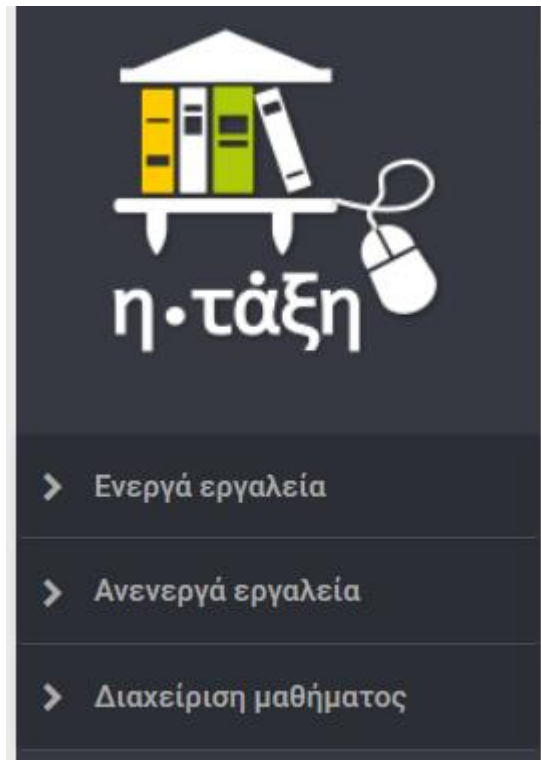 η·τάξη
Ενεργά εργαλεία
Ανενεργά εργαλεία
Διαχείριση μαθήματος